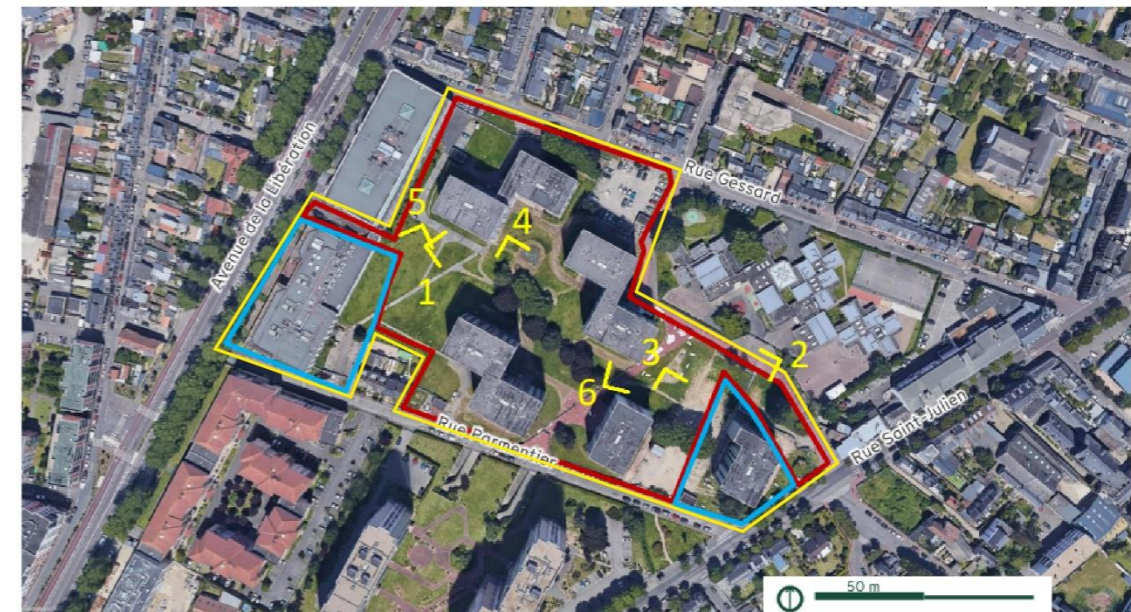 Avenue de la Libération
Rue Gessard
5
4
1
3
2
6
Rue Parmentier
Rue Saint-Julien
50 m